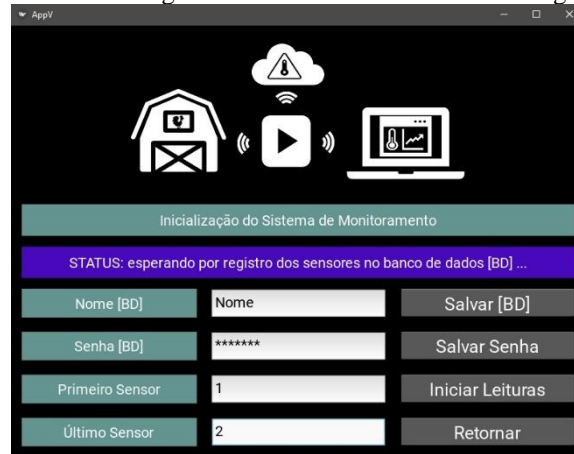 AppV
Inicialização do Sistema de Monitoramento
STATUS: esperando por registro dos sensores no banco de dados [BD] ...
Nome [BD] Nome Salvar [BD]
Senha [BD] ******* Salvar Senha
Primeiro Sensor 1 Iniciar Leituras
Último Sensor 2 Retornar